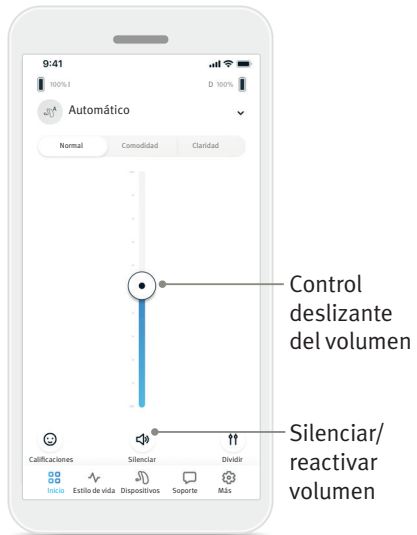 9:41
100% I D 100%
Automático
Normal Comodidad Claridad
Control
deslizante
del volumen
Silenciar/
reactivar
volumen
Calificaciones Silenciar Dividir
Inicio Estilo de vida Dispositivos Soporte Más